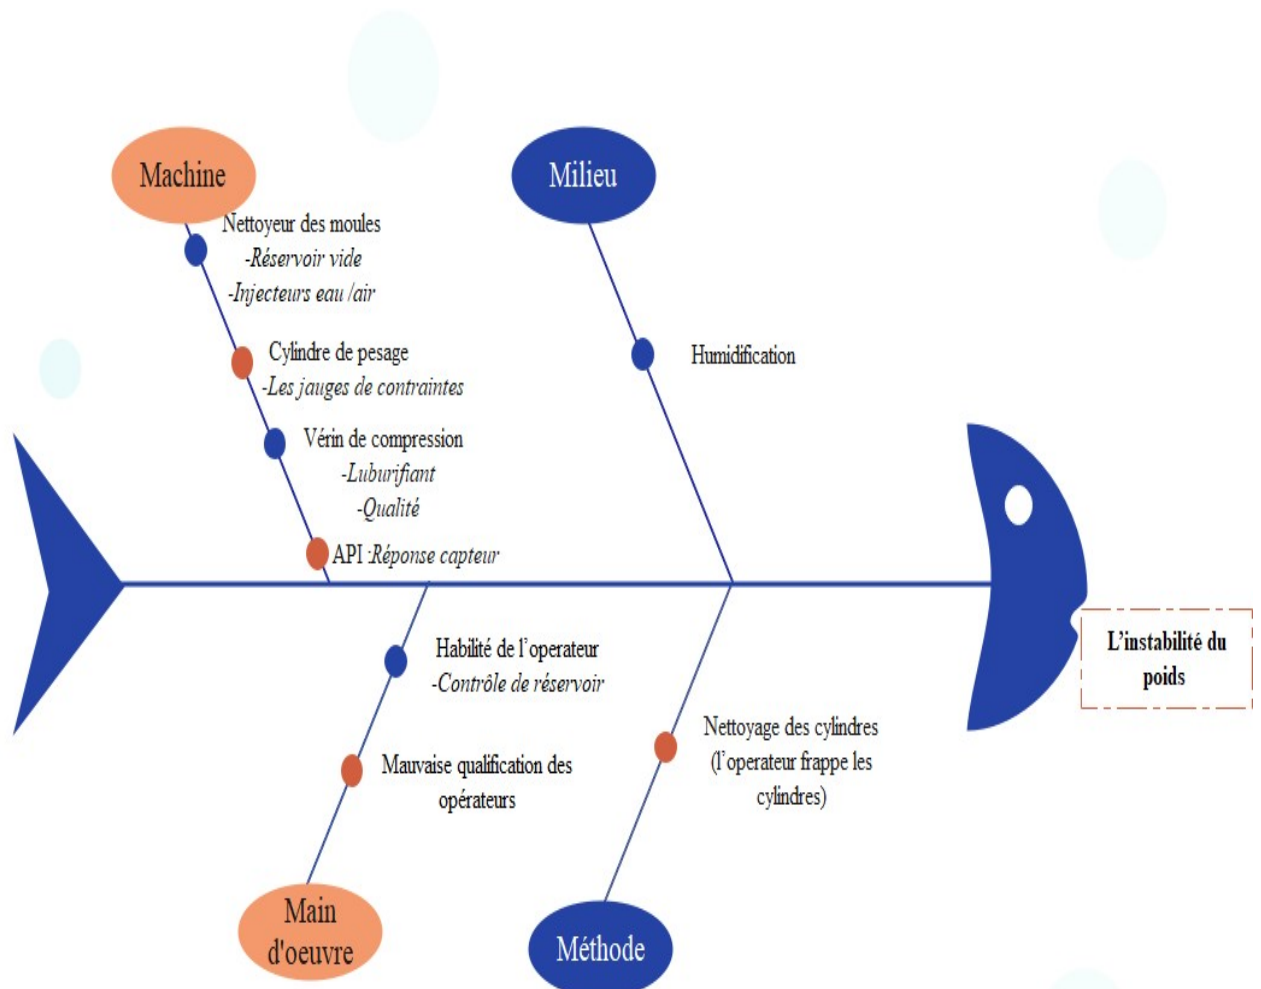 Machine
Nettoyeur des moules
-Réservoir vide
-Injecteurs eau /air
Cylindre de pesage
-Les jauges de contraintes
Vérin de compression
-Luburifiant
-Qualité
API :Réponse capteur
Milieu
Humidification
Habilité de l'operateur
-Contrôle de réservoir
Mauvaise qualification des
opérateurs
Main
d'oeuvre
Nettoyage des cylindres
(l'operateur frappe les
cylindres)
Méthode
L'instabilité du
poids